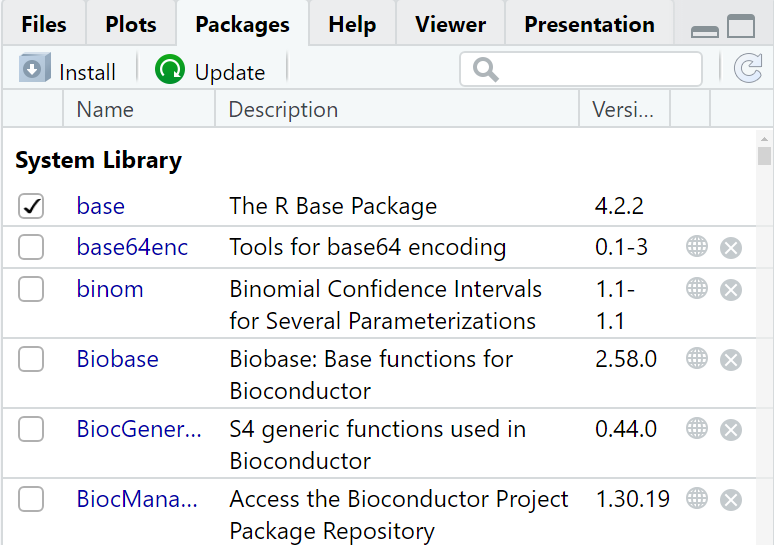 Files Plots Packages Help Viewer Presentation
Install Update
Name Description Versi...
System Library
base The R Base Package 4.2.2
base64enc Tools for base64 encoding 0.1-3
binom Binomial Confidence Intervals 1.1-
for Several Parameterizations 1.1
Biobase Biobase: Base functions for 2.58.0
Bioconductor
BiocGener... S4 generic functions used in 0.44.0
Bioconductor
BiocMana... Access the Bioconductor Project 1.30.19
Package Repository